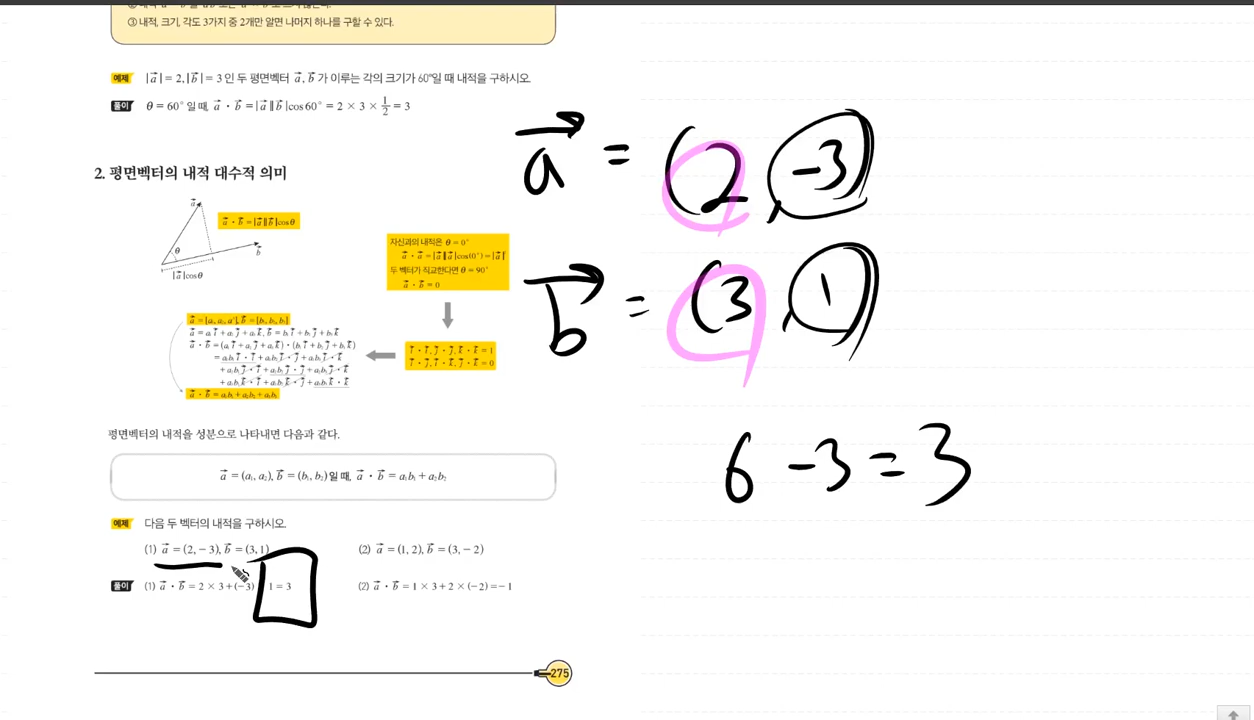 ③ 내적, 크기, 각도 3가지 중 2개만 알면 나머지 하나를 구할 수 있다.
예제 |a⃗| = 2, |b⃗| = 3인 두 평면벡터 a⃗, b⃗가 이루는 각의 크기가 60°일 때 내적을 구하시오.
풀이 θ = 60°일 때, a⃗ · b⃗ = |a⃗||b⃗|cos60° = 2 × 3 × 1/2 = 3
2. 평면벡터의 내적 대수적 의미
a⃗
a⃗ · b⃗ = |a⃗||b⃗|cosθ
θ
b⃗
|a⃗|cosθ
자신과의 내적은 θ = 0°
a⃗ · a⃗ = |a⃗||a⃗|cos(0°) = |a⃗|²
두 벡터가 직교한다면 θ = 90°
a⃗ · b⃗ = 0
i⃗ · i⃗, j⃗ · j⃗, k⃗ · k⃗ = 1
i⃗ · j⃗, i⃗ · k⃗, j⃗ · k⃗ = 0
a⃗ · b⃗ = a₁b₁ + a₂b₂ + a₃b₃
평면벡터의 내적을 성분으로 나타내면 다음과 같다.
a⃗ = (a₁, a₂), b⃗ = (b₁, b₂)일 때, a⃗ · b⃗ = a₁b₁ + a₂b₂
예제 다음 두 벡터의 내적을 구하시오.
(1) a⃗ = (2, − 3), b⃗ = (3, 1) (2) a⃗ = (1, 2), b⃗ = (3, − 2)
풀이 (1) a⃗ · b⃗ = 2 × 3 + (−3) 1 = 3 (2) a⃗ · b⃗ = 1 × 3 + 2 × (−2) = − 1
275
a⃗ = (2, -3)
b⃗ = (3, 1)
6 -3 = 3